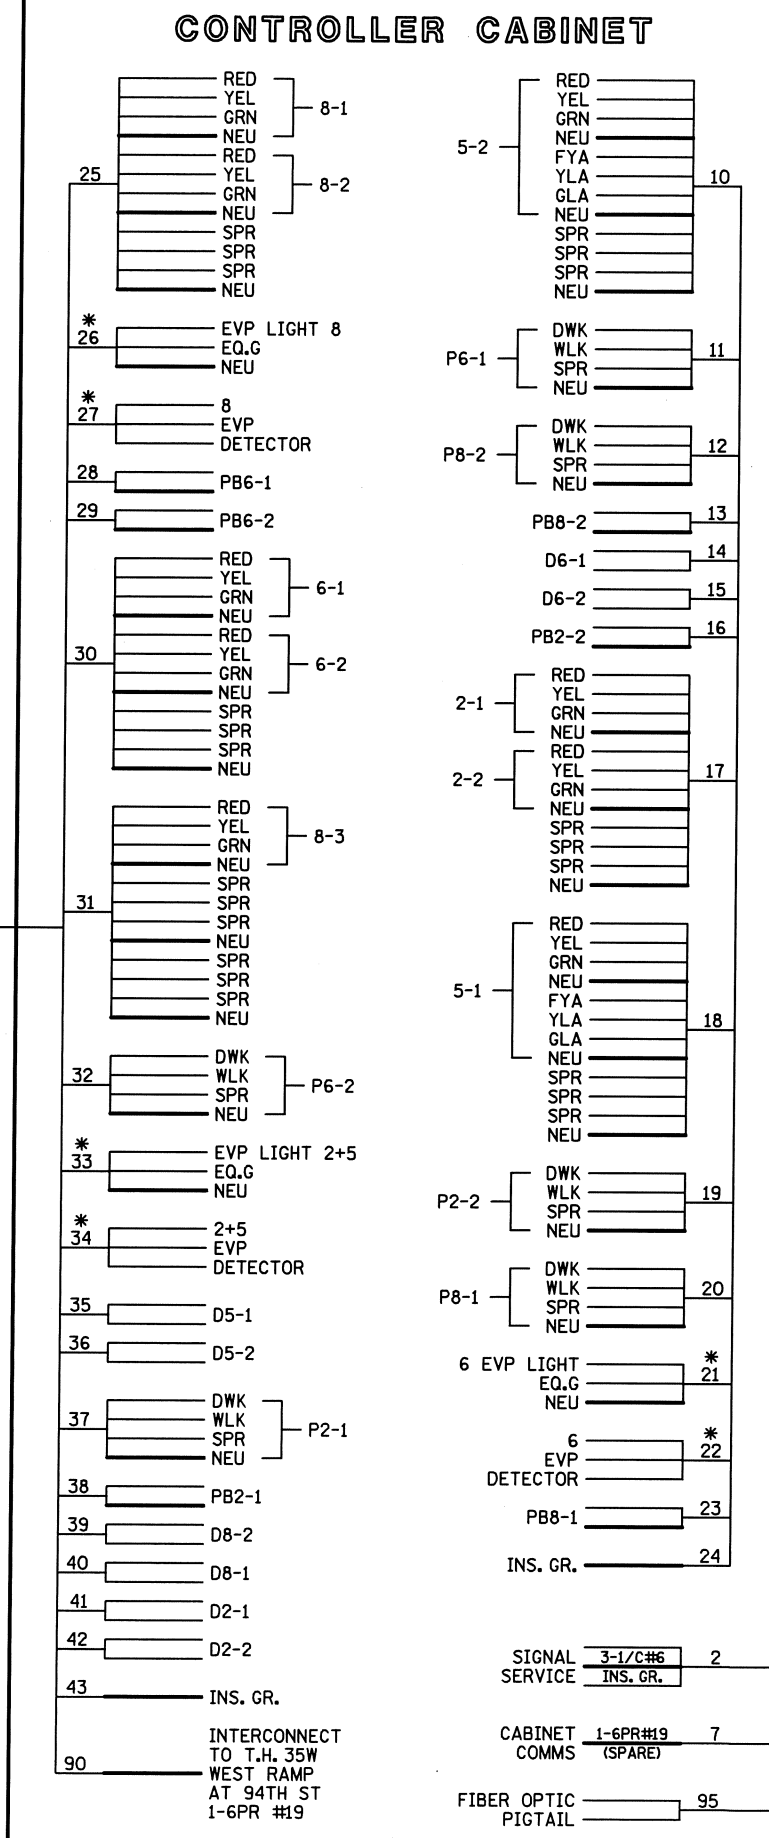 CONTROLLER CABINET
25
RED
YEL
GRN
NEU
8-1
RED
YEL
GRN
NEU
8-2
SPR
SPR
SPR
NEU
*
26
EVP LIGHT 8
EQ.G
NEU
*
27
8
EVP
DETECTOR
28
PB6-1
29
PB6-2
30
RED
YEL
GRN
NEU
6-1
RED
YEL
GRN
NEU
6-2
SPR
SPR
SPR
NEU
31
RED
YEL
GRN
NEU
8-3
SPR
SPR
SPR
NEU
SPR
SPR
SPR
NEU
32
DWK
WLK
SPR
NEU
P6-2
*
33
EVP LIGHT 2+5
EQ.G
NEU
*
34
2+5
EVP
DETECTOR
35
D5-1
36
D5-2
37
DWK
WLK
SPR
NEU
P2-1
38
PB2-1
39
D8-2
40
D8-1
41
D2-1
42
D2-2
43
INS. GR.
90
INTERCONNECT
TO T.H. 35W
WEST RAMP
AT 94TH ST
1-6PR #19
5-2
RED
YEL
GRN
NEU
FYA
YLA
GLA
NEU
SPR
SPR
SPR
NEU
10
P6-1
DWK
WLK
SPR
NEU
11
P8-2
DWK
WLK
SPR
NEU
12
PB8-2
13
D6-1
14
D6-2
15
PB2-2
16
2-1
RED
YEL
GRN
NEU
2-2
RED
YEL
GRN
NEU
SPR
SPR
SPR
NEU
17
5-1
RED
YEL
GRN
NEU
FYA
YLA
GLA
NEU
SPR
SPR
SPR
NEU
18
P2-2
DWK
WLK
SPR
NEU
19
P8-1
DWK
WLK
SPR
NEU
20
6 EVP LIGHT
EQ.G
NEU
*
21
6
EVP
DETECTOR
*
22
PB8-1
23
INS. GR.
24
SIGNAL
SERVICE
3-1/C#6
INS. GR.
2
CABINET
COMMS
1-6PR#19
(SPARE)
7
FIBER OPTIC
PIGTAIL
95